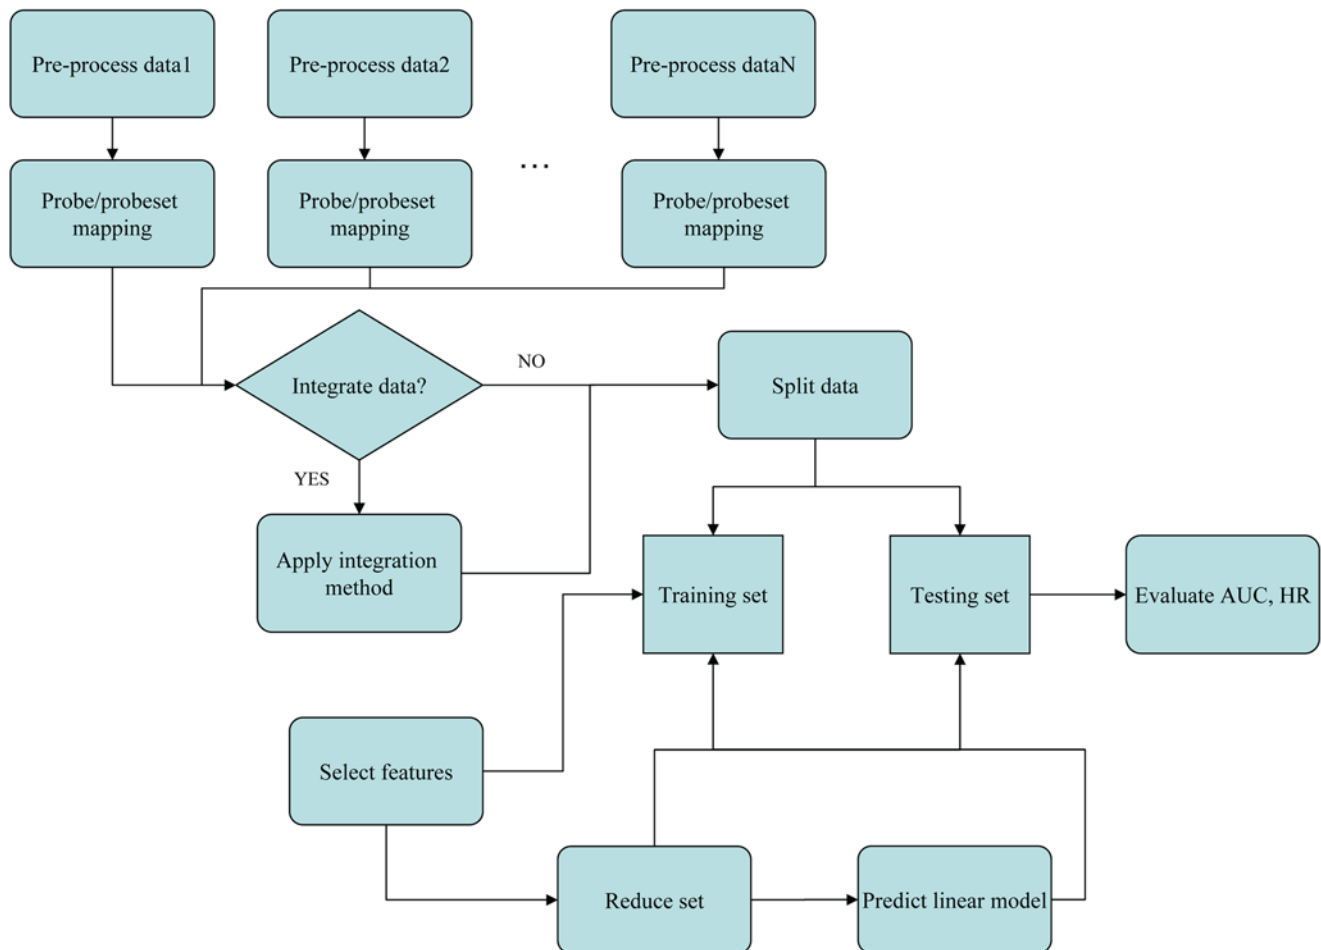 Pre-process data1
Pre-process data2
Pre-process dataN
...
Probe/probeset
mapping
Probe/probeset
mapping
Probe/probeset
mapping
Integrate data?
NO
Split data
YES
Apply integration
method
Training set
Testing set
Evaluate AUC, HR
Select features
Reduce set
Predict linear model